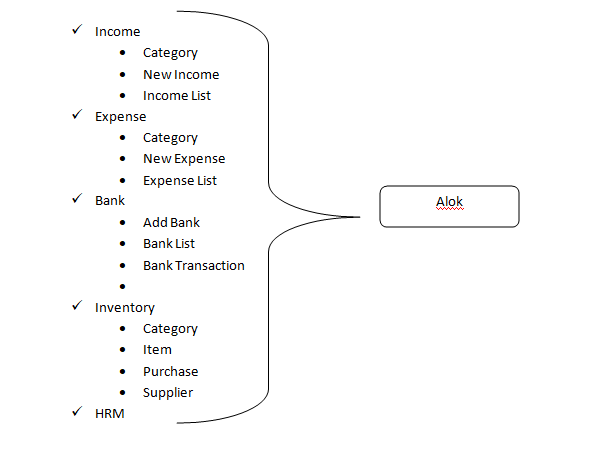 Income
Category
New Income
Income List
Expense
Category
New Expense
Expense List
Bank
Add Bank
Bank List
Bank Transaction
Inventory
Category
Item
Purchase
Supplier
HRM
Alok